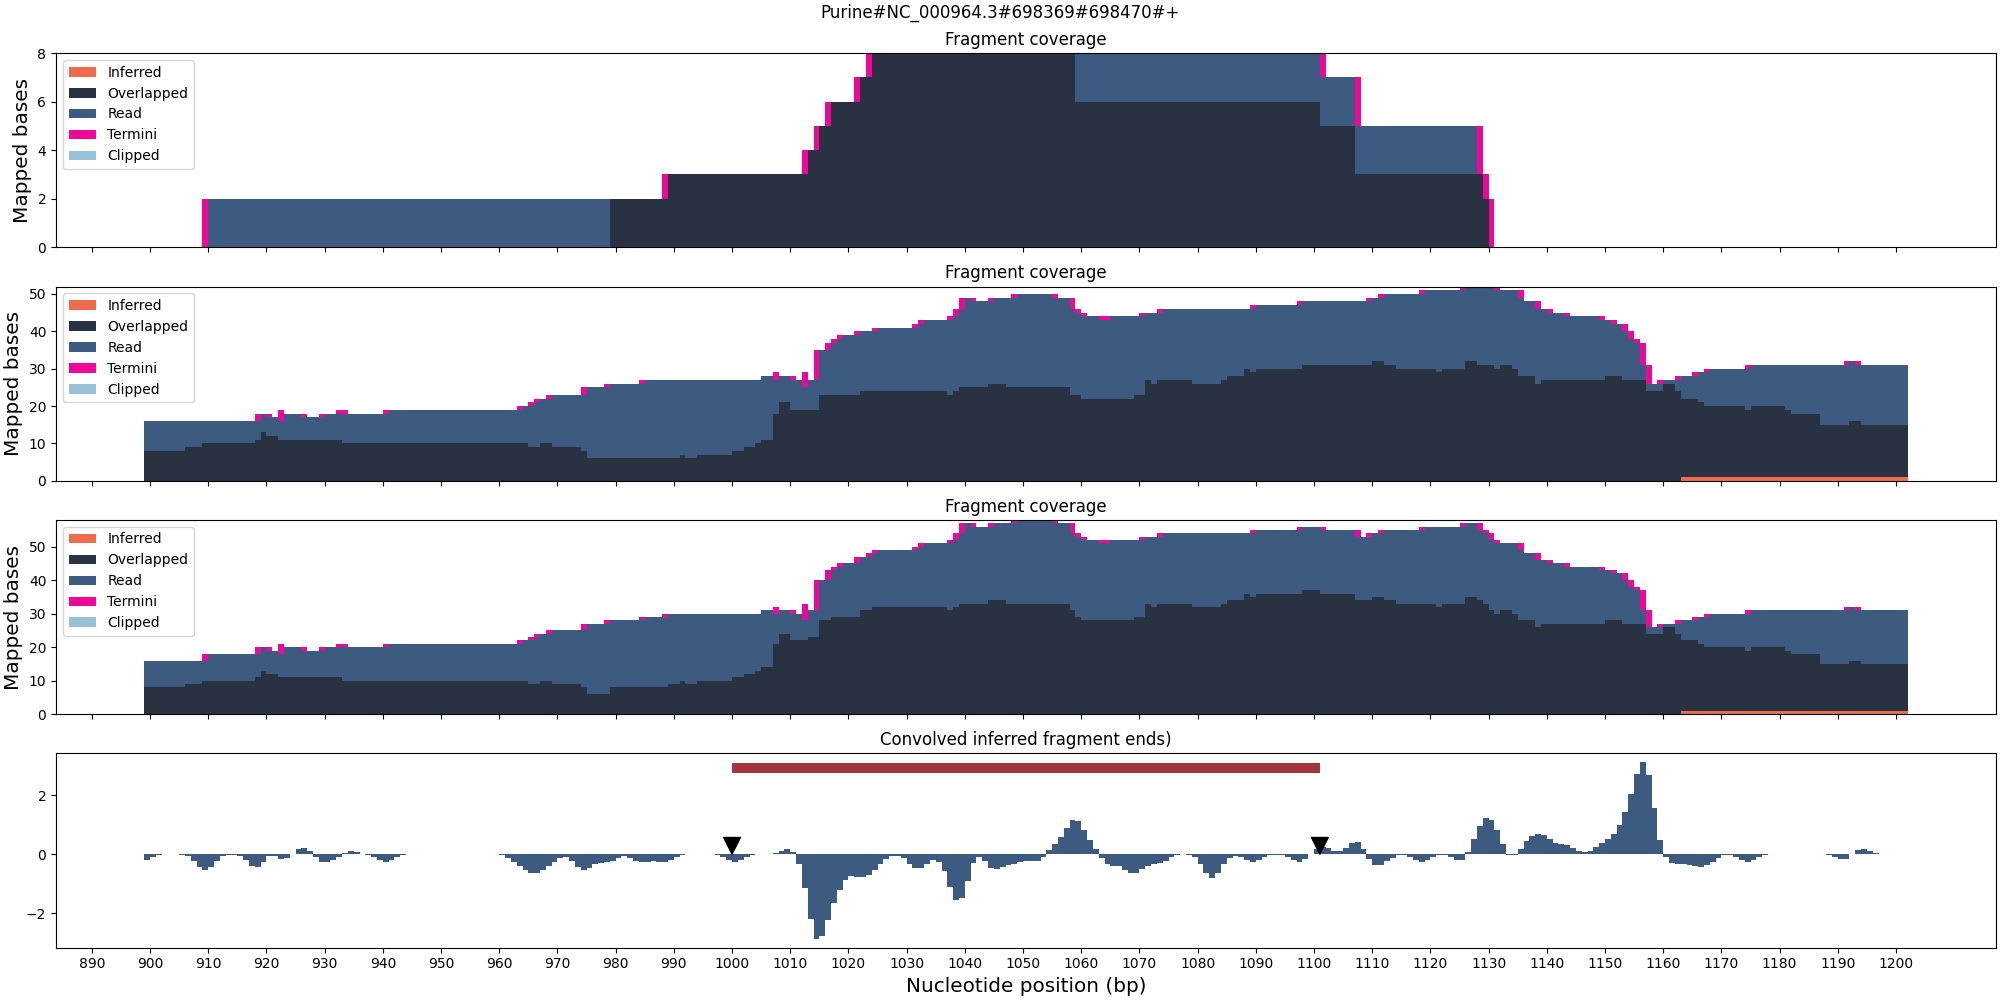 Purine#NC_000964.3#698369#698470#+
Fragment coverage
Mapped bases
8
6
4
2
0
Inferred
Overlapped
Read
Termini
Clipped
Fragment coverage
Mapped bases
50
40
30
20
10
0
Inferred
Overlapped
Read
Termini
Clipped
Fragment coverage
Mapped bases
50
40
30
20
10
0
Inferred
Overlapped
Read
Termini
Clipped
Convolved inferred fragment ends)
2
0
−2
890 900 910 920 930 940 950 960 970 980 990 1000 1010 1020 1030 1040 1050 1060 1070 1080 1090 1100 1110 1120 1130 1140 1150 1160 1170 1180 1190 1200
Nucleotide position (bp)